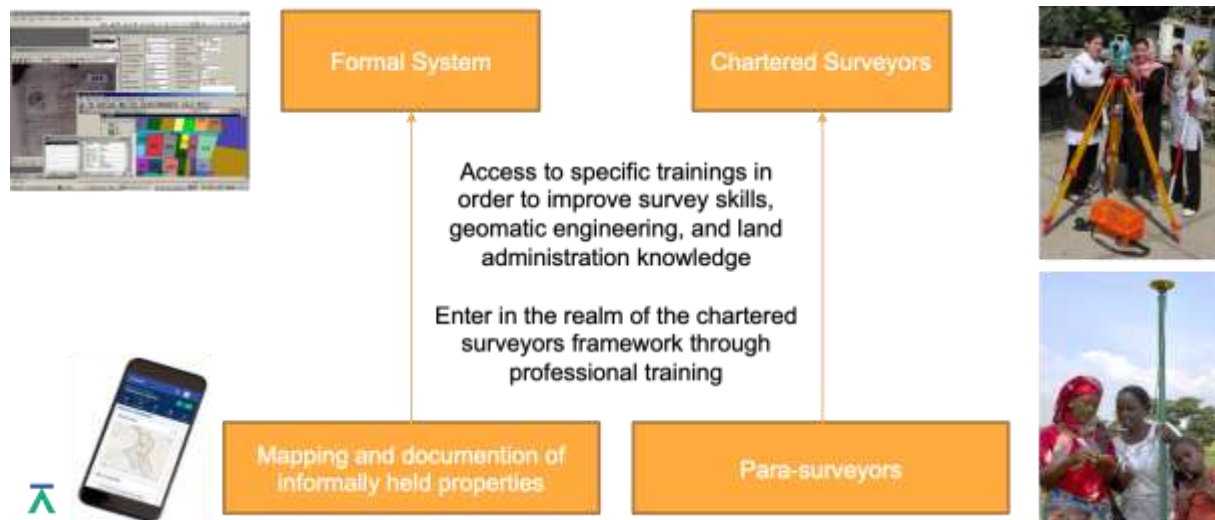 Formal System
Chartered Surveyors
Access to specific trainings in
order to improve survey skills,
geomatic engineering, and land
administration knowledge
Enter in the realm of the chartered
surveyors framework through
professional training
Mapping and documention of
informally held properties
Para-surveyors